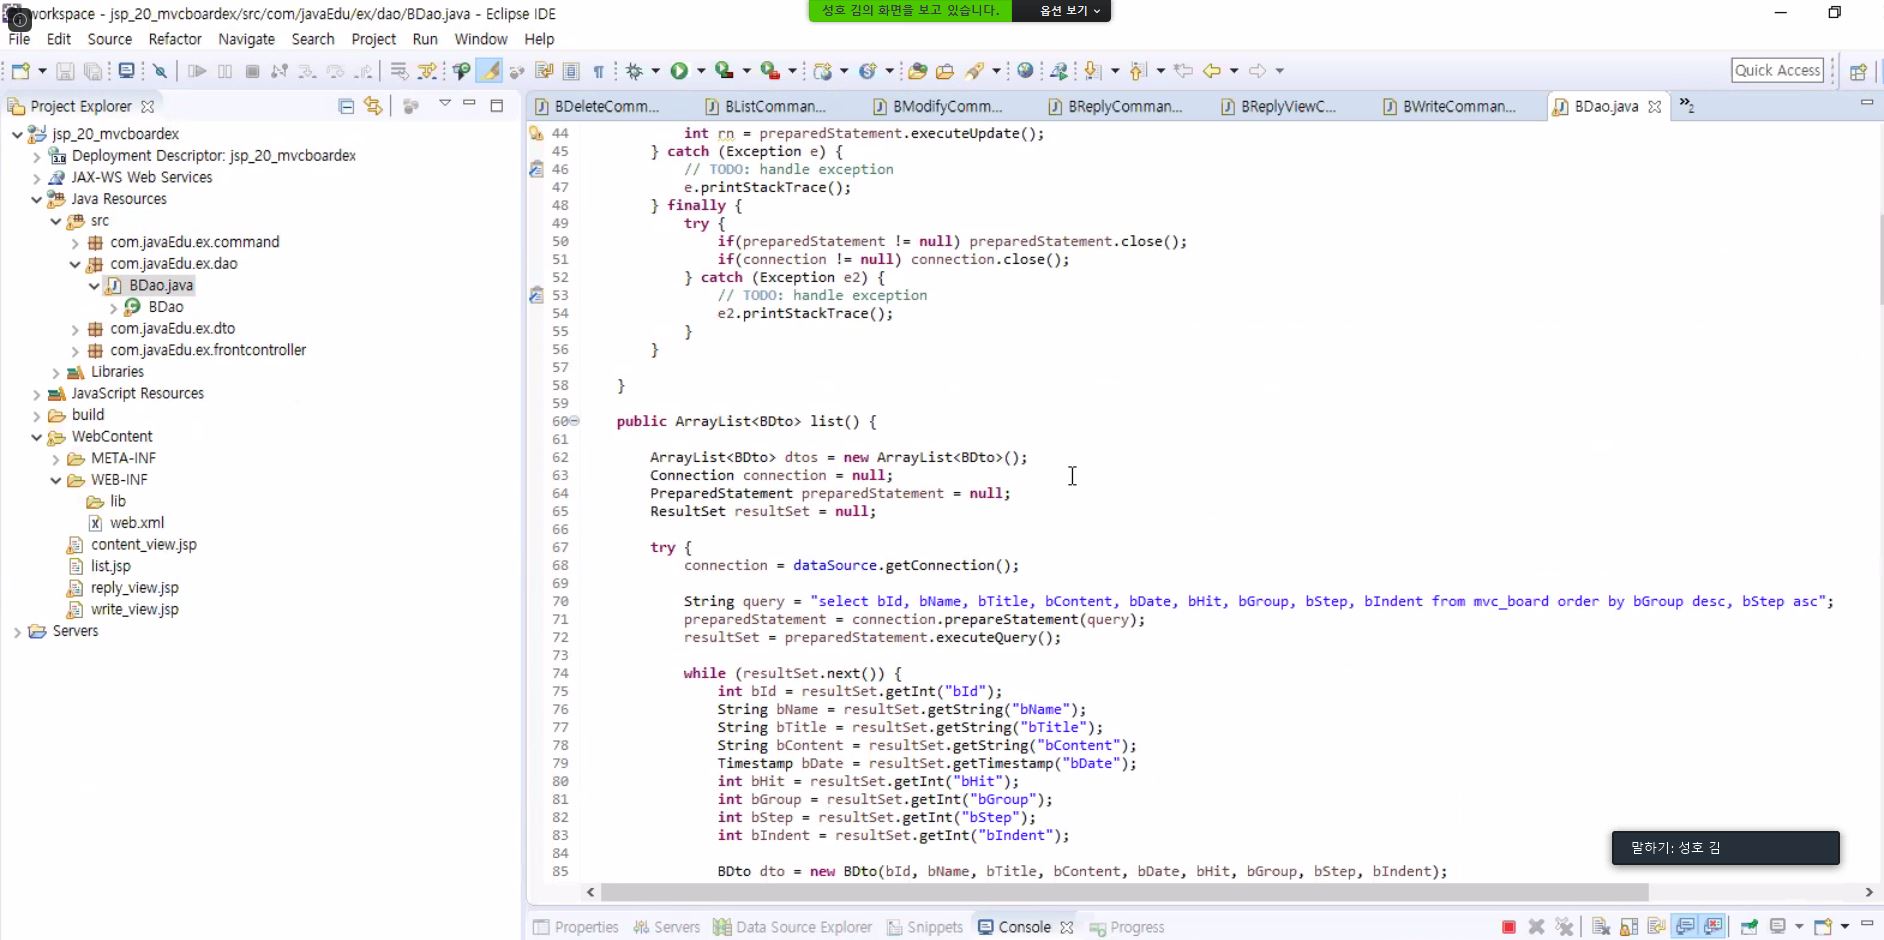 workspace - jsp_20_mvcboardex/src/com/javaEdu/ex/dao/BDao.java - Eclipse IDE
성호 김의 화면을 보고 있습니다. 옵션 보기
File Edit Source Refactor Navigate Search Project Run Window Help
Quick Access
Project Explorer
BDeleteComm... BListComman... BModifyComm... BReplyComman... BReplyViewC... BWriteComman... BDao.java »2
jsp_20_mvcboardex
Deployment Descriptor: jsp_20_mvcboardex
JAX-WS Web Services
Java Resources
src
com.javaEdu.ex.command
com.javaEdu.ex.dao
BDao.java
BDao
com.javaEdu.ex.dto
com.javaEdu.ex.frontcontroller
Libraries
JavaScript Resources
build
WebContent
META-INF
WEB-INF
lib
web.xml
content_view.jsp
list.jsp
reply_view.jsp
write_view.jsp
Servers
44 int rn = preparedStatement.executeUpdate();
45 } catch (Exception e) {
46 // TODO: handle exception
47 e.printStackTrace();
48 } finally {
49 try {
50 if(preparedStatement != null) preparedStatement.close();
51 if(connection != null) connection.close();
52 } catch (Exception e2) {
53 // TODO: handle exception
54 e2.printStackTrace();
55 }
56 }
57
58 }
59
60 public ArrayList<BDto> list() {
61
62 ArrayList<BDto> dtos = new ArrayList<BDto>();
63 Connection connection = null;
64 PreparedStatement preparedStatement = null;
65 ResultSet resultSet = null;
66
67 try {
68 connection = dataSource.getConnection();
69
70 String query = "select bId, bName, bTitle, bContent, bDate, bHit, bGroup, bStep, bIndent from mvc_board order by bGroup desc, bStep asc";
71 preparedStatement = connection.prepareStatement(query);
72 resultSet = preparedStatement.executeQuery();
73
74 while (resultSet.next()) {
75 int bId = resultSet.getInt("bId");
76 String bName = resultSet.getString("bName");
77 String bTitle = resultSet.getString("bTitle");
78 String bContent = resultSet.getString("bContent");
79 Timestamp bDate = resultSet.getTimestamp("bDate");
80 int bHit = resultSet.getInt("bHit");
81 int bGroup = resultSet.getInt("bGroup");
82 int bStep = resultSet.getInt("bStep");
83 int bIndent = resultSet.getInt("bIndent");
84
85 BDto dto = new BDto(bId, bName, bTitle, bContent, bDate, bHit, bGroup, bStep, bIndent);
말하기: 성호 김
Properties Servers Data Source Explorer Snippets Console Progress